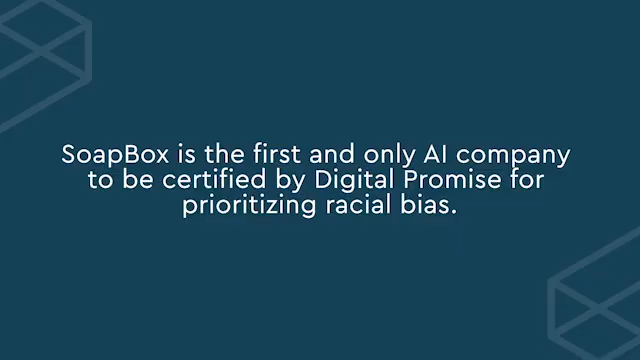 SoapBox is the first and only AI company
to be certified by Digital Promise for
prioritizing racial bias.